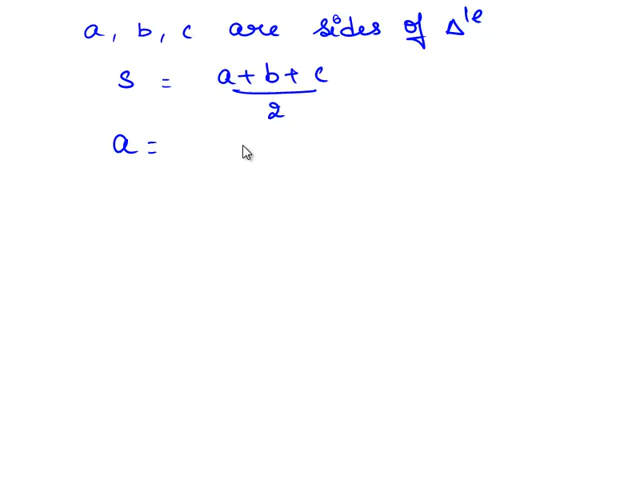 a, b, c are sides of Δ'le
s = a + b + c
2
a =